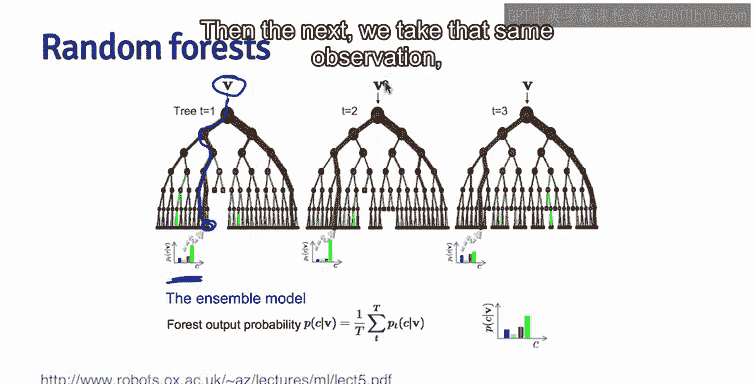 Then the next, we take that same
observation,
Random forests
v
v
v
Tree t=1
t=2
t=3
p(c|v)
c
The ensemble model
Forest output probability p(c|v) = 1/T ∑_t^T p_t(c|v)
p(c|v)
c
http://www.robots.ox.ac.uk/~az/lectures/ml/lect5.pdf